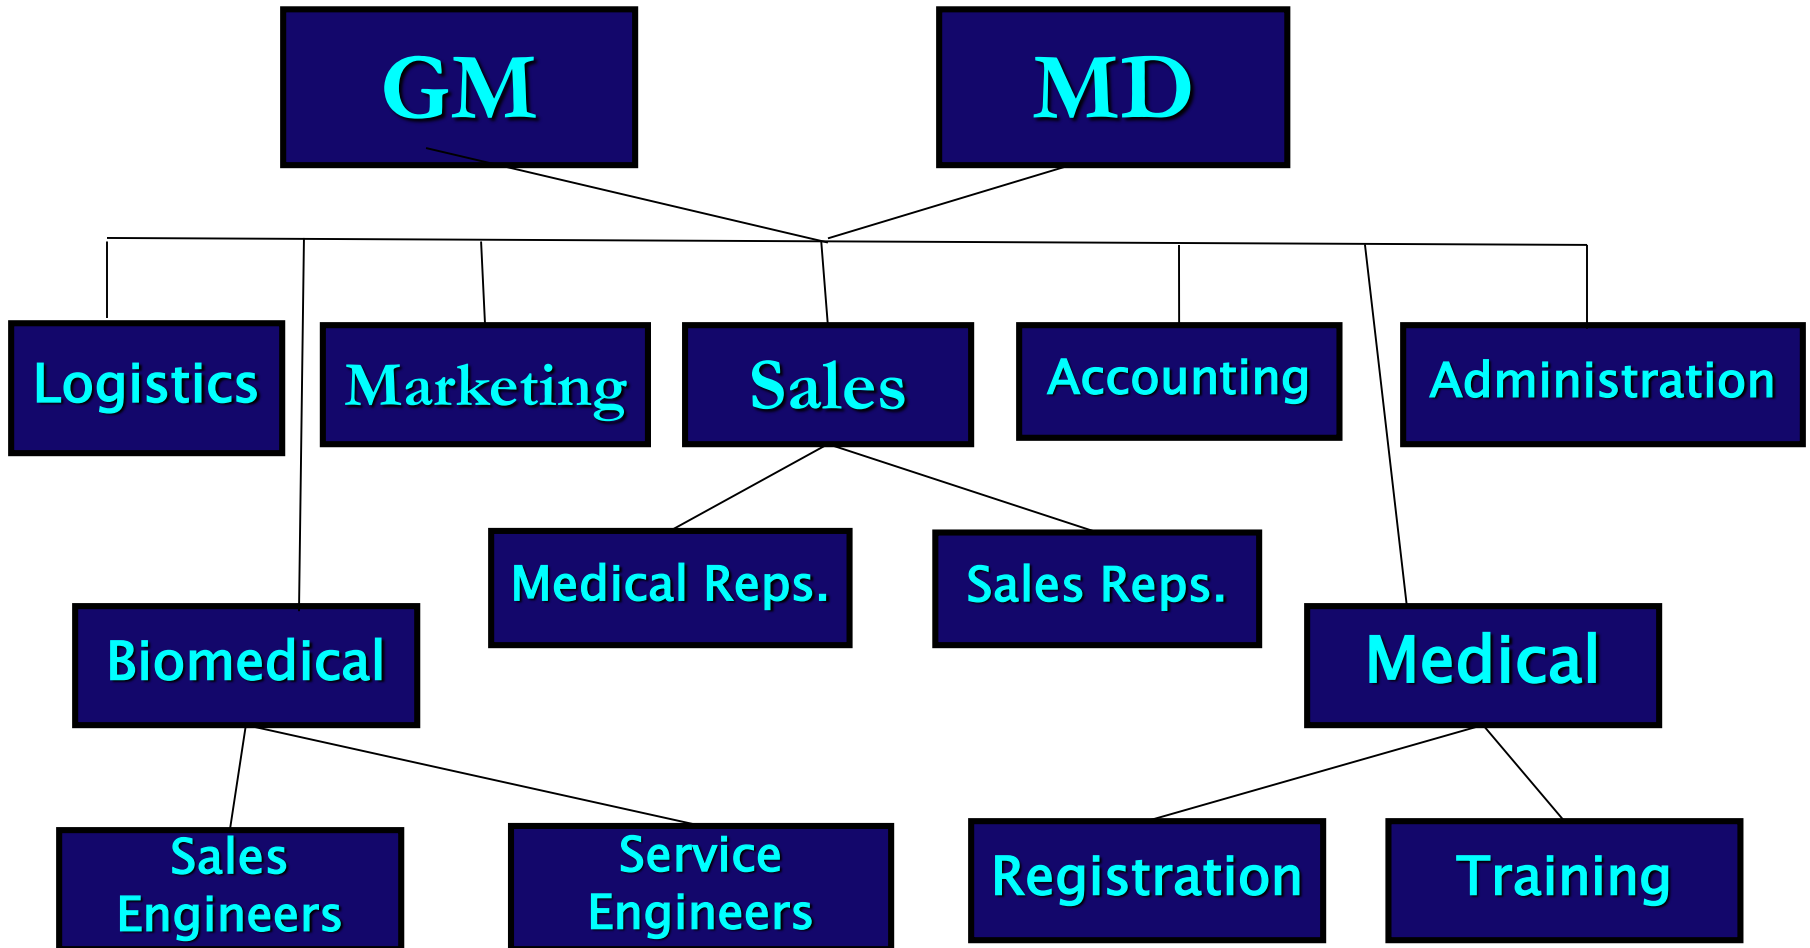 GM
MD
Logistics
Marketing
Sales
Accounting
Administration
Medical Reps.
Sales Reps.
Biomedical
Medical
Sales
Engineers
Service
Engineers
Registration
Training